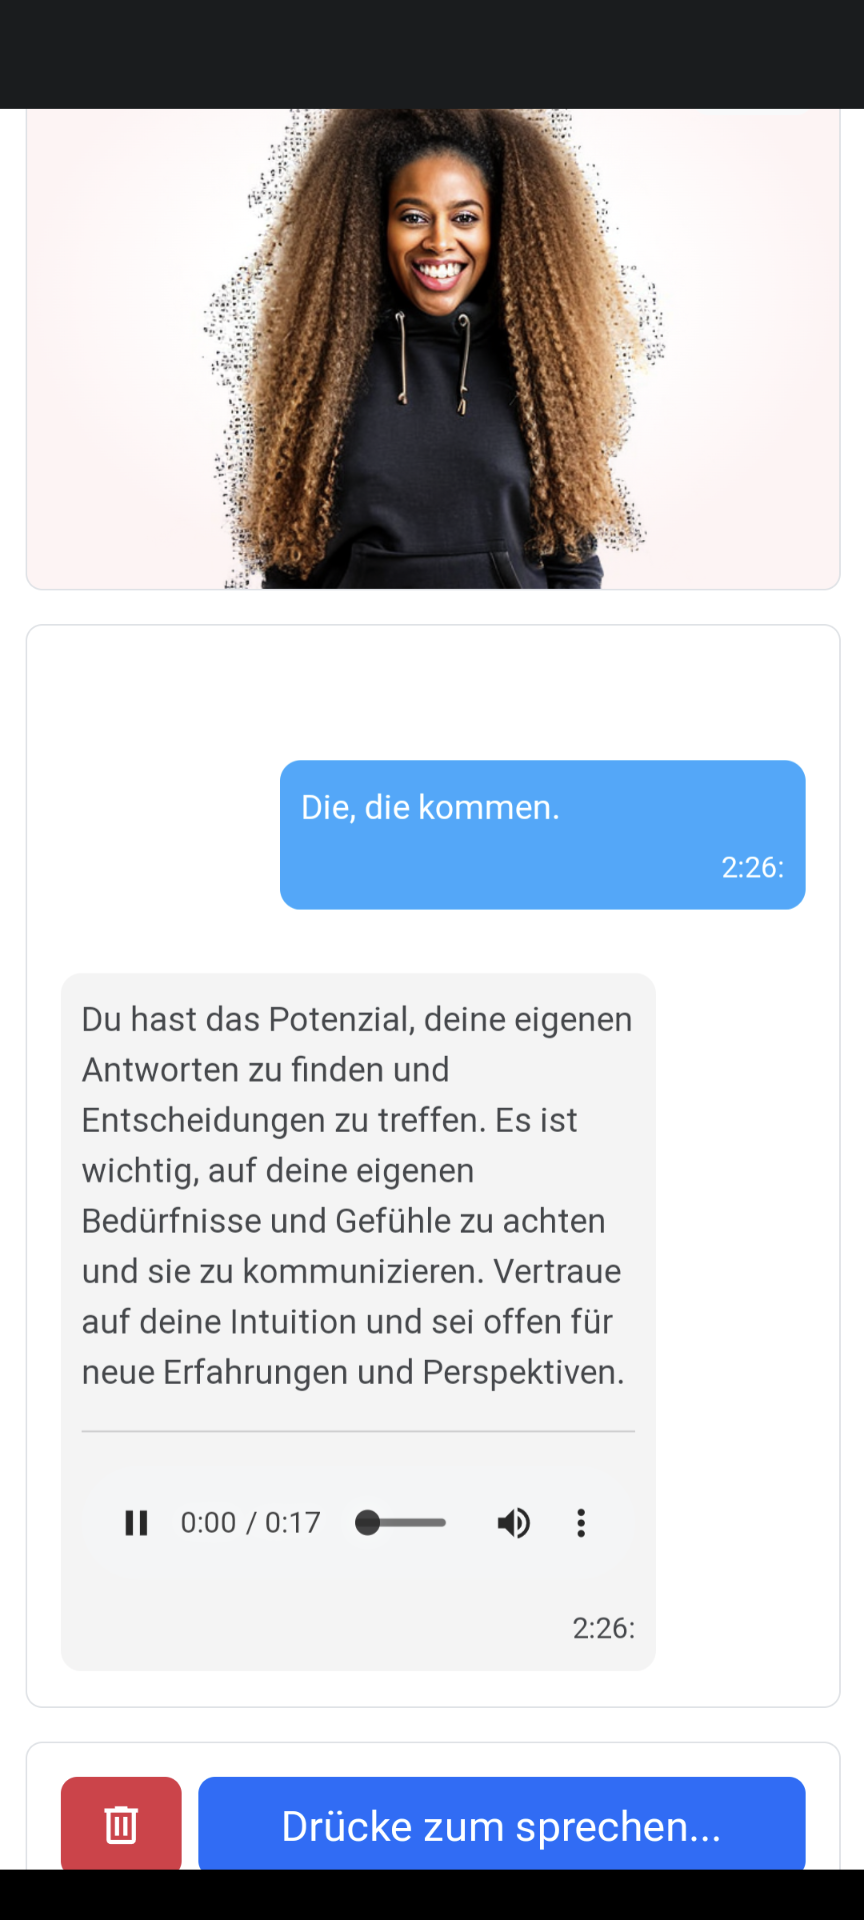 Die, die kommen.
2:26:
Du hast das Potenzial, deine eigenen
Antworten zu finden und
Entscheidungen zu treffen. Es ist
wichtig, auf deine eigenen
Bedürfnisse und Gefühle zu achten
und sie zu kommunizieren. Vertraue
auf deine Intuition und sei offen für
neue Erfahrungen und Perspektiven.
0:00 / 0:17
2:26:
Drücke zum sprechen...